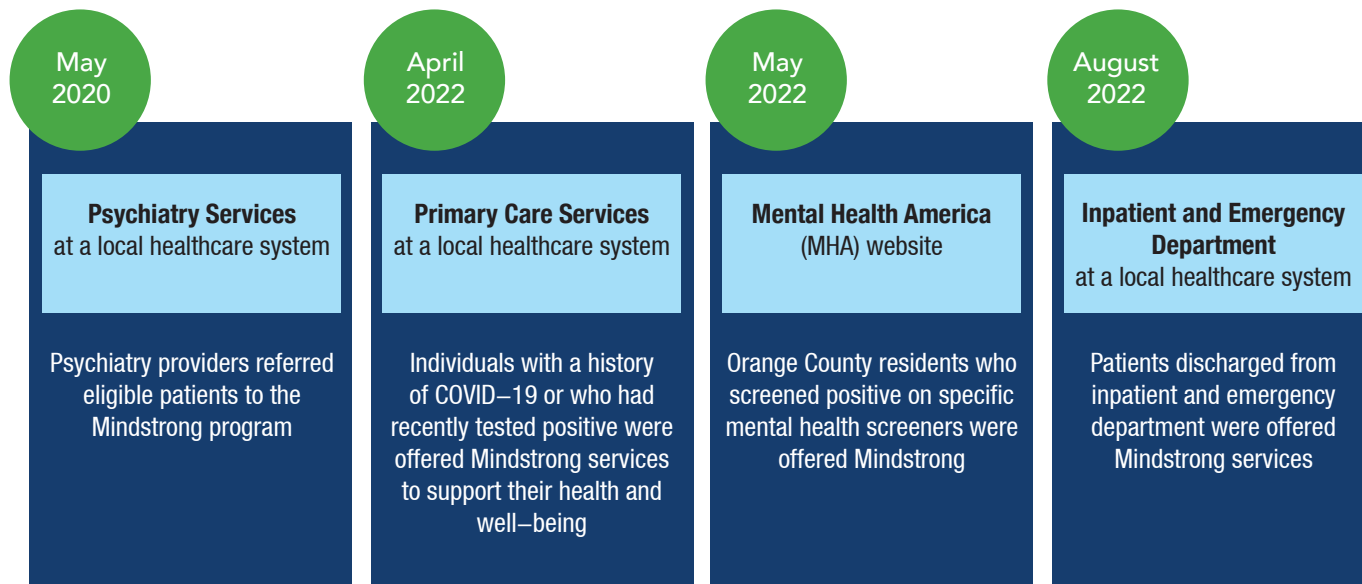 May
2020
Psychiatry Services
at a local healthcare system
Psychiatry providers referred
eligible patients to the
Mindstrong program
April
2022
Primary Care Services
at a local healthcare system
Individuals with a history
of COVID–19 or who had
recently tested positive were
offered Mindstrong services
to support their health and
well–being
May
2022
Mental Health America
(MHA) website
Orange County residents who
screened positive on specific
mental health screeners were
offered Mindstrong
August
2022
Inpatient and Emergency
Department
at a local healthcare system
Patients discharged from
inpatient and emergency
department were offered
Mindstrong services